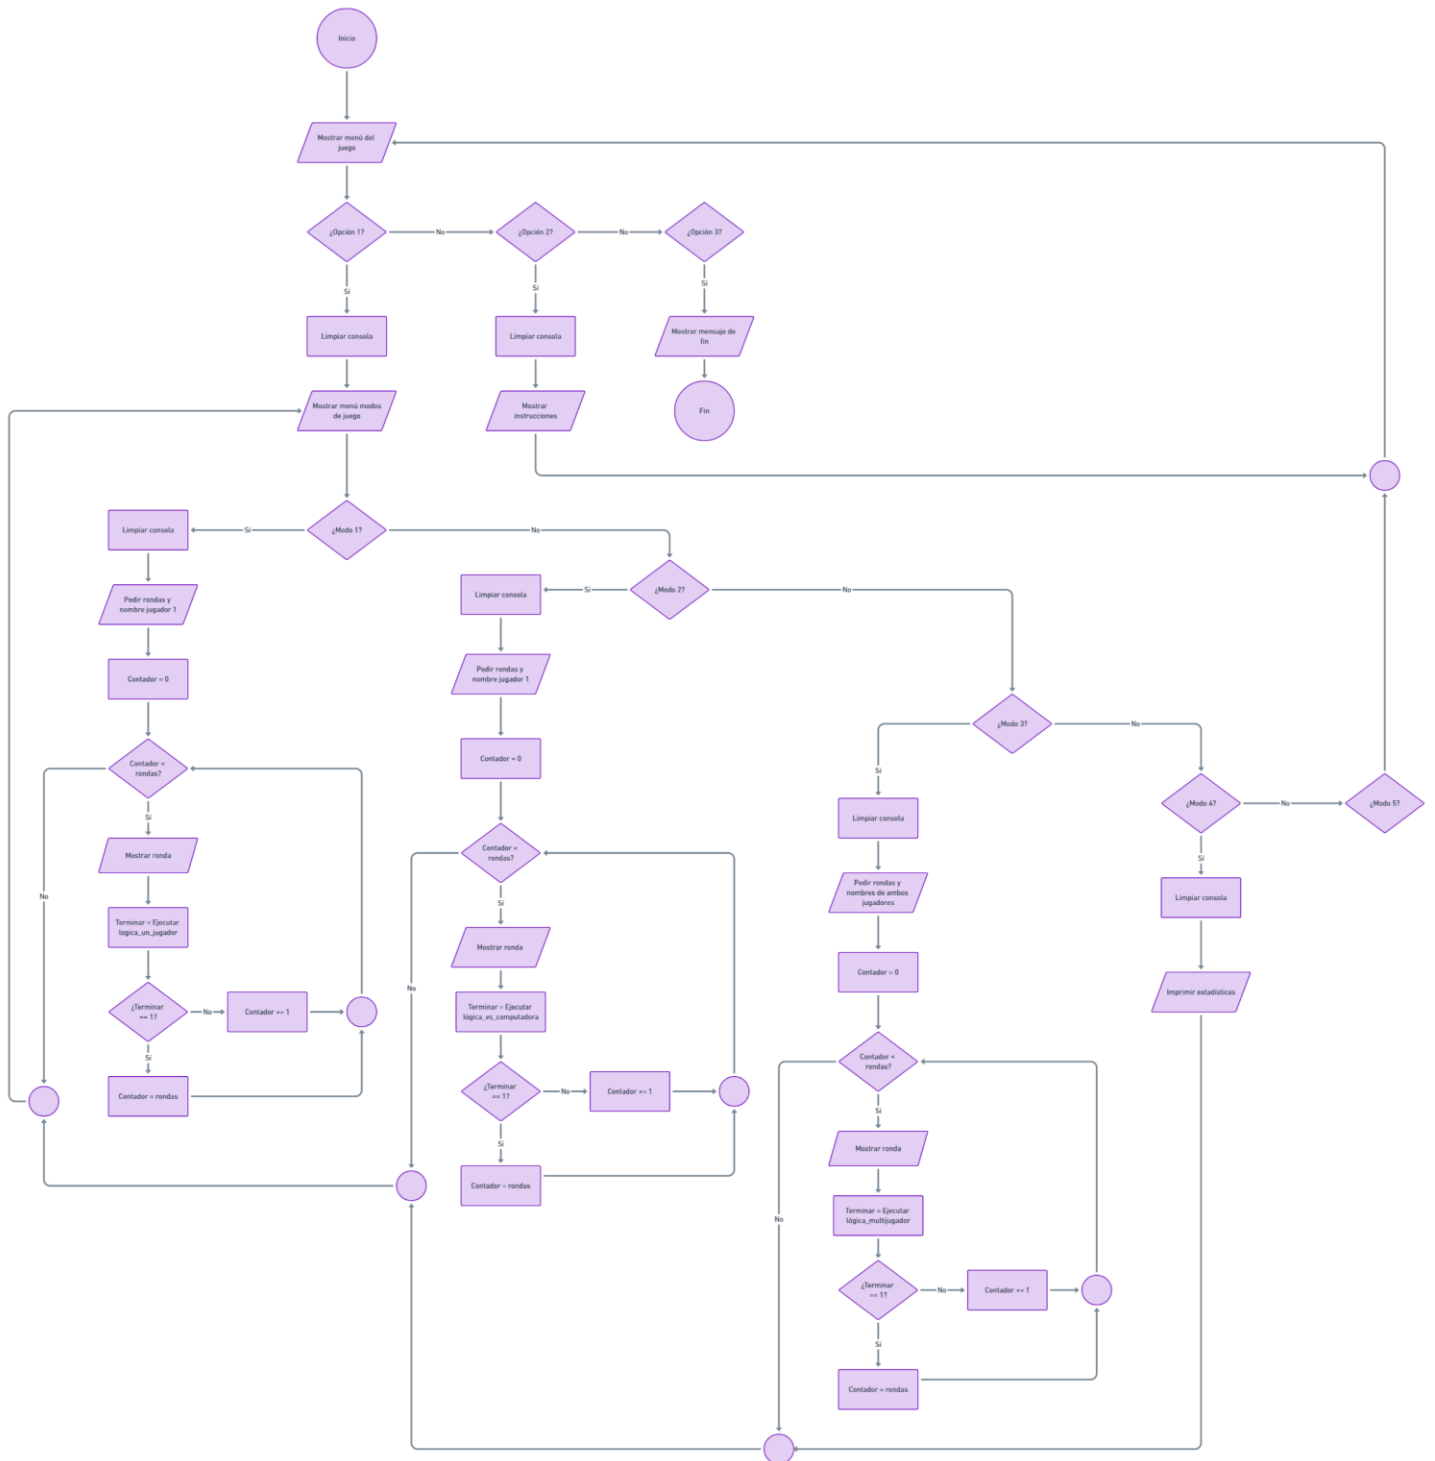 Inicio
Mostrar menú del
juego
¿Opción 1?
No
¿Opción 2?
No
¿Opción 3?
Sí
Sí
Sí
Limpiar consola
Limpiar consola
Mostrar mensaje de
fin
Mostrar menú modos
de juego
Mostrar
instrucciones
Fin
Limpiar consola
Sí
¿Modo 1?
No
Pedir rondas y
nombre jugador 1
Limpiar consola
Sí
¿Modo 2?
No
Contador = 0
Pedir rondas y
nombre jugador 1
¿Modo 3?
No
Contador <
rondas?
Contador = 0
Sí
Sí
Limpiar consola
¿Modo 4?
No
¿Modo 5?
Mostrar ronda
Contador <
rondas?
Sí
No
Sí
Pedir rondas y
nombres de ambos
jugadores
Limpiar consola
Terminar = Ejecutar
logica_un_jugador
Mostrar ronda
Contador = 0
Imprimir estadísticas
¿Terminar
== 1?
No
Contador += 1
No
Terminar = Ejecutar
lógica_vs_computadora
Sí
Contador = rondas
¿Terminar
== 1?
No
Contador += 1
Contador <
rondas?
Sí
Sí
Contador = rondas
Mostrar ronda
No
Terminar = Ejecutar
lógica_multijugador
¿Terminar
== 1?
No
Contador += 1
Sí
Contador = rondas